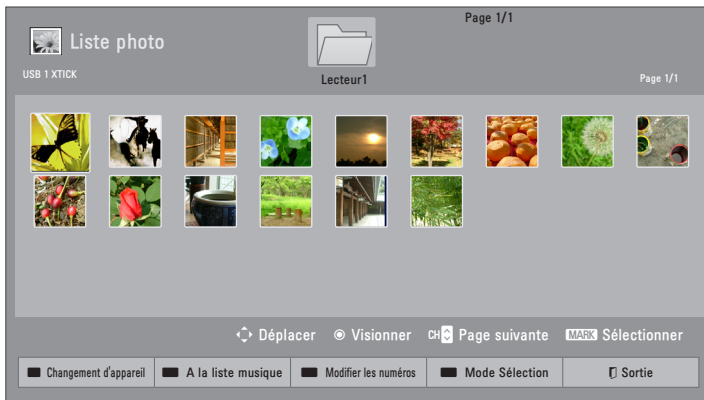 Page 1/1
Liste photo
USB 1 XTICK
Lecteur1
Page 1/1
Déplacer
Visionner
CH Page suivante
MARK Sélectionner
Changement d'appareil
A la liste musique
Modifier les numéros
Mode Sélection
Sortie